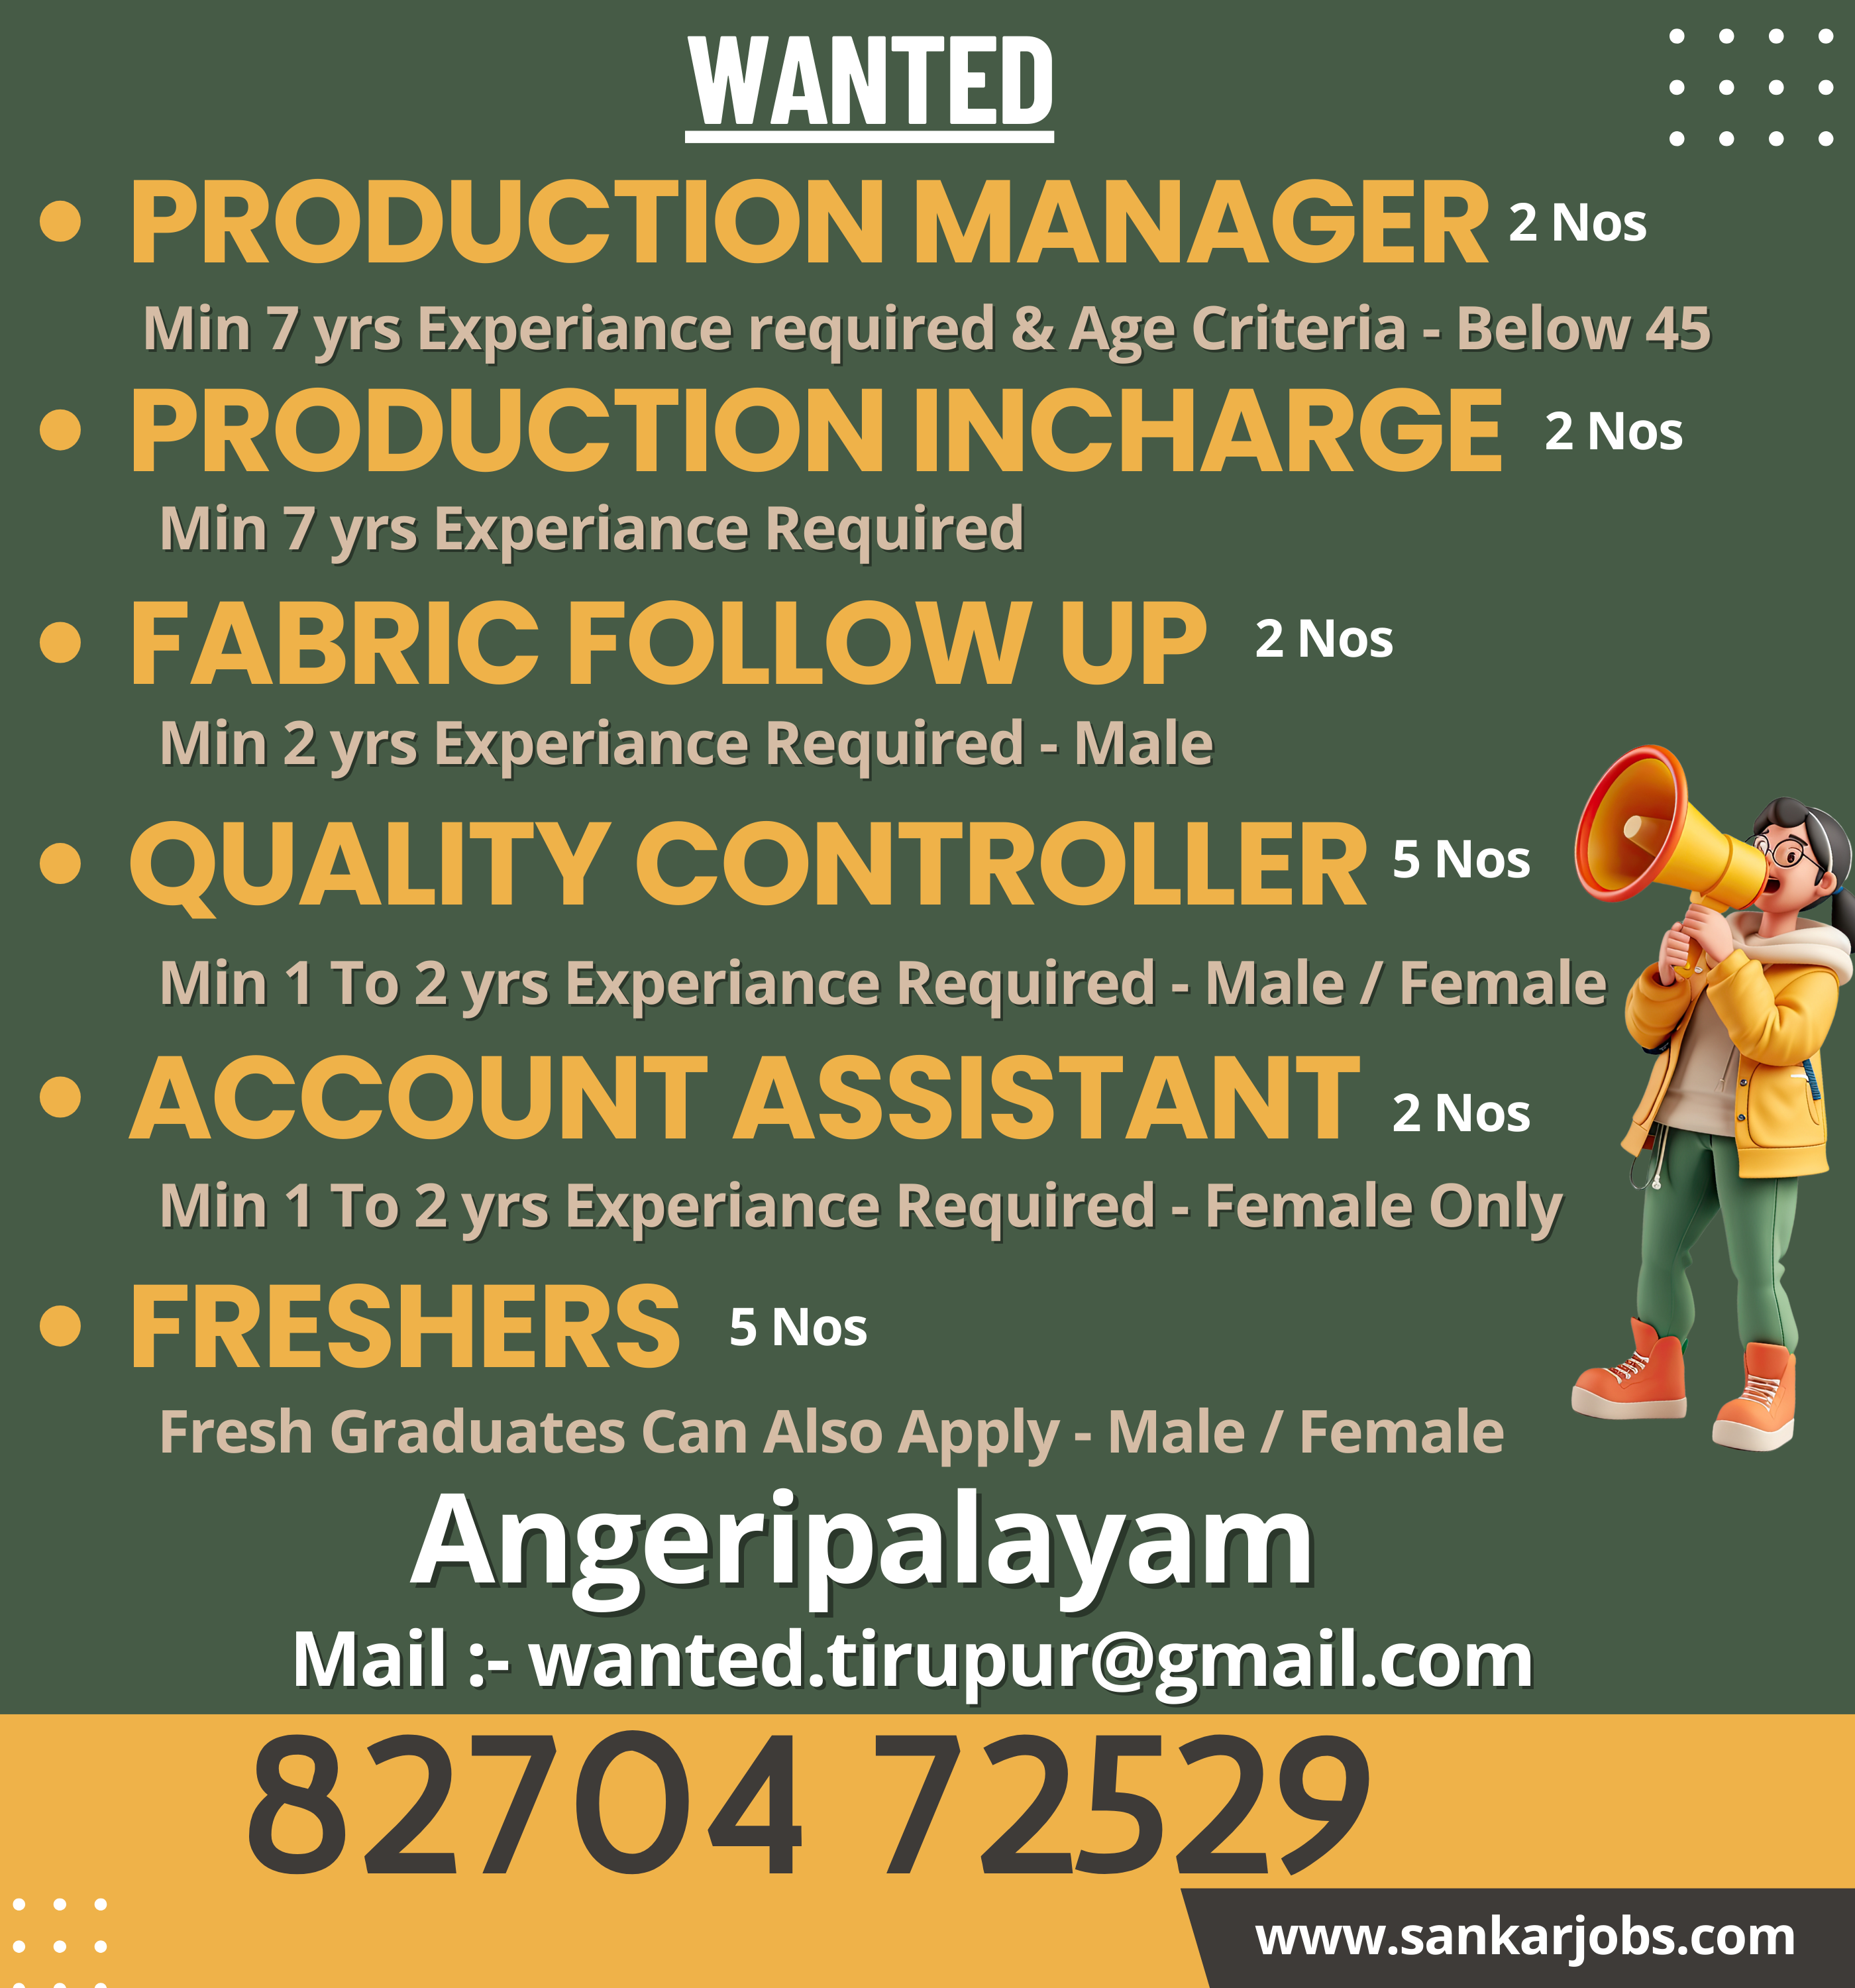 WANTED
• PRODUCTION MANAGER 2 Nos
Min 7 yrs Experiance required & Age Criteria - Below 45
• PRODUCTION INCHARGE 2 Nos
Min 7 yrs Experiance Required
• FABRIC FOLLOW UP 2 Nos
Min 2 yrs Experiance Required - Male
• QUALITY CONTROLLER 5 Nos
Min 1 To 2 yrs Experiance Required - Male / Female
• ACCOUNT ASSISTANT 2 Nos
Min 1 To 2 yrs Experiance Required - Female Only
• FRESHERS 5 Nos
Fresh Graduates Can Also Apply - Male / Female
Angeripalayam
Mail :- wanted.tirupur@gmail.com
82704 72529
www.sankarjobs.com